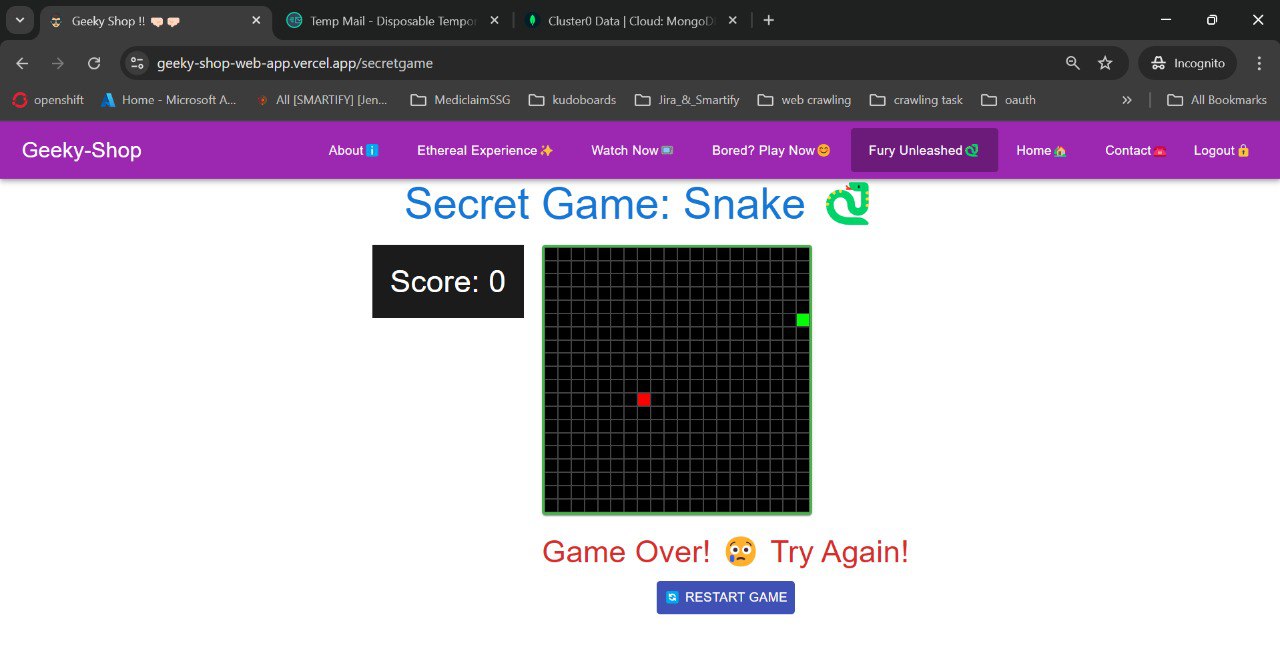 Geeky Shop !! 👊🏻👊🏻
Temp Mail - Disposable Tempor
Cluster0 Data | Cloud: MongoD
geeky-shop-web-app.vercel.app/secretgame
Incognito
openshift
Home - Microsoft A...
All [SMARTIFY] [Jen...
MediclaimSSG
kudoboards
Jira_&_Smartify
web crawling
crawling task
oauth
All Bookmarks
Geeky-Shop
Aboutℹ️
Ethereal Experience✨
Watch Now📺
Bored? Play Now😊
Fury Unleashed🐍
Home🏡
Contact☎️
Logout🔒
Secret Game: Snake 🐍
Score: 0
Game Over! 😢 Try Again!
🔄 RESTART GAME